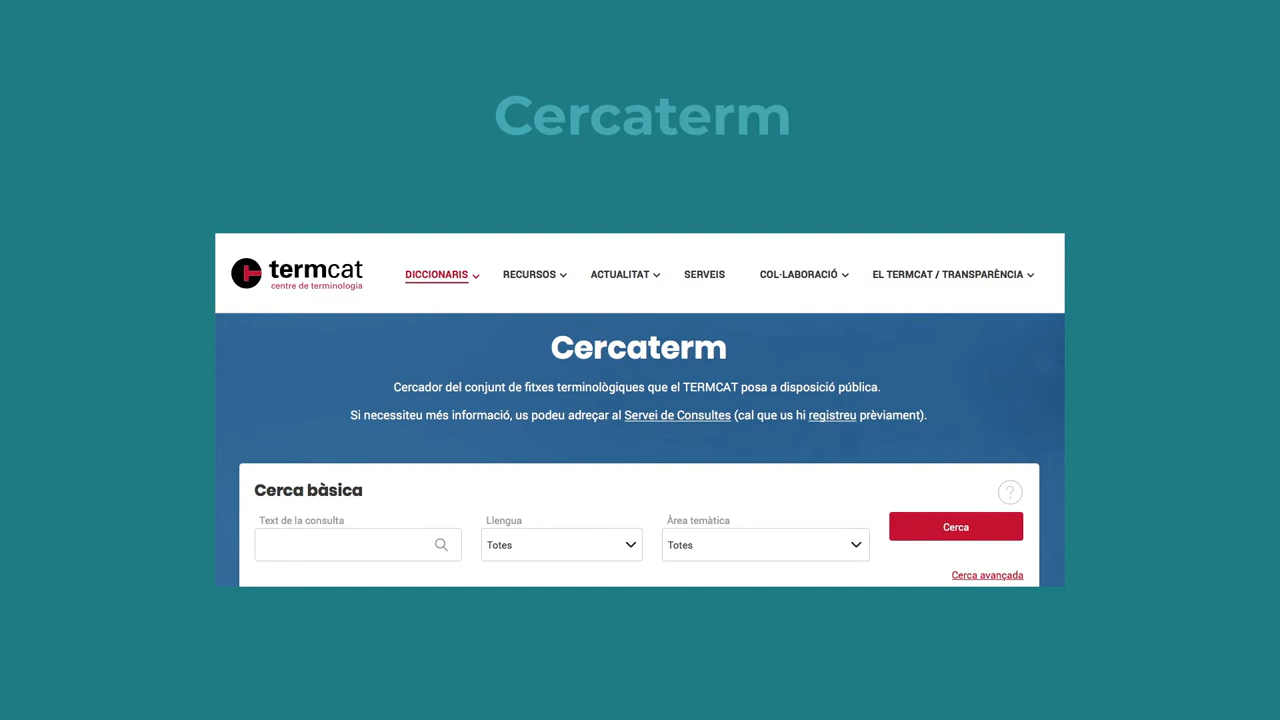 Cercaterm
termcat
centre de terminologia
DICCIONARIS RECURSOS ACTUALITAT SERVEIS COL·LABORACIÓ EL TERMCAT / TRANSPARÈNCIA
Cercaterm
Cercador del conjunt de fitxes terminològiques que el TERMCAT posa a disposició pública.
Si necessiteu més informació, us podeu adreçar al Servei de Consultes (cal que us hi registreu prèviament).
Cerca bàsica
?
Text de la consulta Llengua Àrea temàtica
Totes Totes
Cerca
Cerca avançada